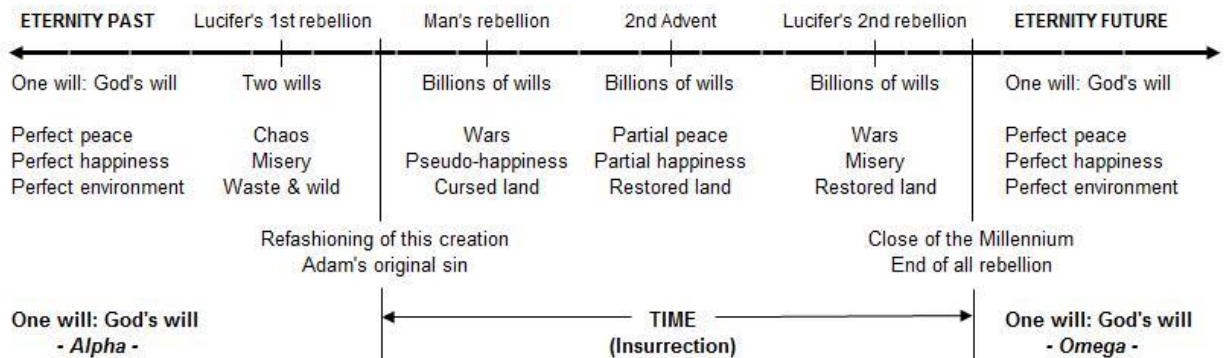 ETERNITY PAST Lucifer's 1st rebellion Man's rebellion 2nd Advent Lucifer's 2nd rebellion ETERNITY FUTURE
One will: God's will Two wills Billions of wills Billions of wills Billions of wills One will: God's will
Perfect peace Chaos Wars Partial peace Wars Perfect peace
Perfect happiness Misery Pseudo-happiness Partial happiness Misery Perfect happiness
Perfect environment Waste & wild Cursed land Restored land Restored land Perfect environment
Refashioning of this creation Close of the Millennium
Adam's original sin End of all rebellion
One will: God's will TIME One will: God's will
- Alpha - (Insurrection) - Omega -